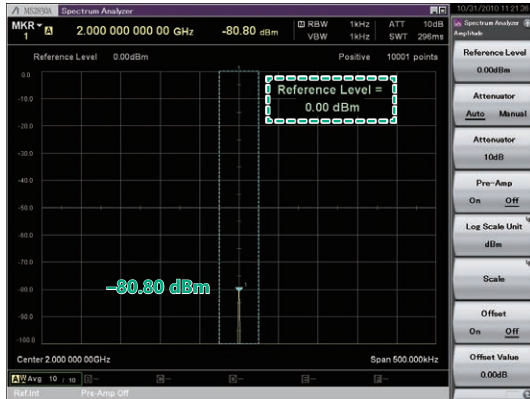 MS2830A Spectrum Analyzer
10/31/2010 11:21:36
MKR
1
A
2.000 000 000 00 GHz
-80.80 dBm
RBW 1kHz
VBW 1kHz
ATT 10dB
SWT 296ms
Reference Level 0.00dBm
Positive 10001 points
0.0
-10.0
-20.0
-30.0
-40.0
-50.0
-60.0
-70.0
-80.0
-90.0
-100.0
Reference Level =
0.00 dBm
−80.80 dBm
1
Center 2.000 000 00GHz
Span 500.000kHz
A W Avg 10 / 10
Ref.Int Pre-Amp Off
Spectrum Analyzer
Amplitude
Reference Level
0.00dBm
Attenuator
Auto Manual
Attenuator
10dB
Pre-Amp
On Off
Log Scale Unit
dBm
Scale
Offset
On Off
Offset Value
0.00dB